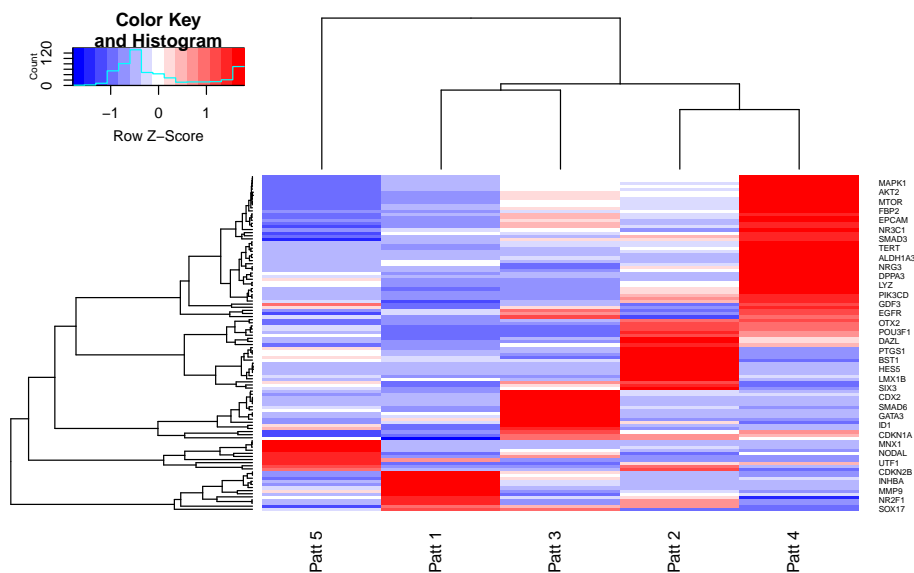 Color Key
and Histogram
Count
0
120
−1
0
1
Row Z−Score
MAPK1
AKT2
MTOR
FBP2
EPCAM
NR3C1
SMAD3
TERT
ALDH1A3
NRG3
DPPA3
LYZ
PIK3CD
GDF3
EGFR
OTX2
POU3F1
DAZL
PTGS1
BST1
HES5
LMX1B
SIX3
CDX2
SMAD6
GATA3
ID1
CDKN1A
MNX1
NODAL
UTF1
CDKN2B
INHBA
MMP9
NR2F1
SOX17
Patt 5
Patt 1
Patt 3
Patt 2
Patt 4